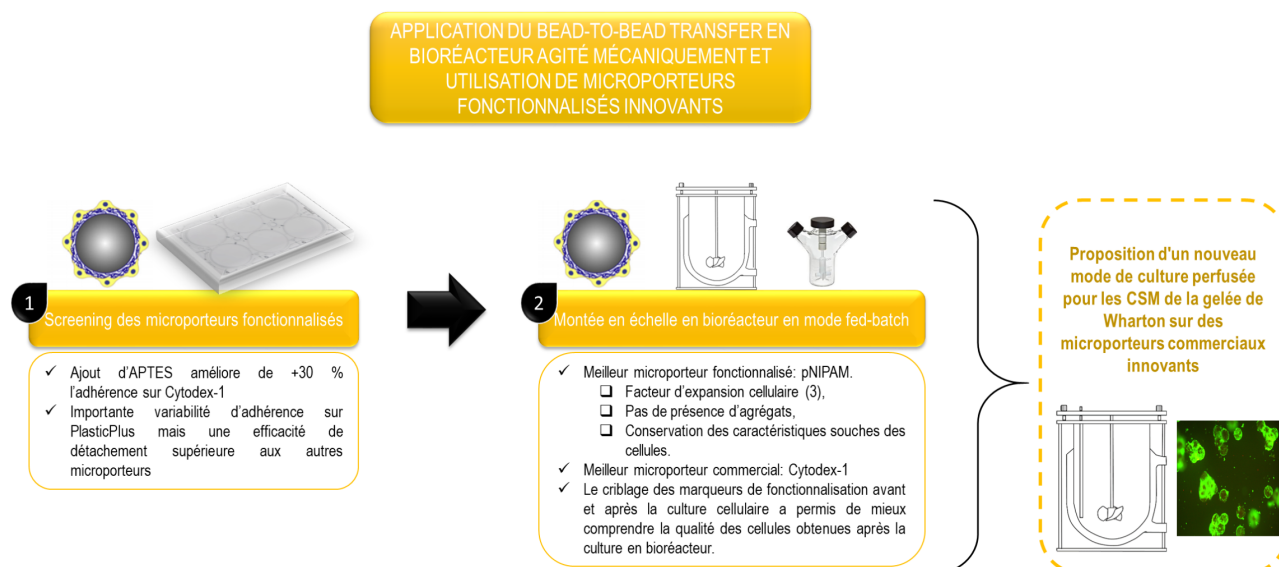 APPLICATION DU BEAD-TO-BEAD TRANSFER EN
BIORÉACTEUR AGITÉ MÉCANIQUEMENT ET
UTILISATION DE MICROPORTEURS
FONCTIONNALISÉS INNOVANTS
1
Screening des microporteurs fonctionnalisés
✓ Ajout d'APTES améliore de +30 %
l'adhérence sur Cytodex-1
✓ Importante variabilité d'adhérence sur
PlasticPlus mais une efficacité de
détachement supérieure aux autres
microporteurs
2
Montée en échelle en bioréacteur en mode fed-batch
✓ Meilleur microporteur fonctionnalisé: pNIPAM.
❑ Facteur d'expansion cellulaire (3),
❑ Pas de présence d'agrégats,
❑ Conservation des caractéristiques souches des
cellules.
✓ Meilleur microporteur commercial: Cytodex-1
✓ Le criblage des marqueurs de fonctionnalisation avant
et après la culture cellulaire a permis de mieux
comprendre la qualité des cellules obtenues après la
culture en bioréacteur.
Proposition d'un nouveau
mode de culture perfusée
pour les CSM de la gelée de
Wharton sur des
microporteurs commerciaux
innovants